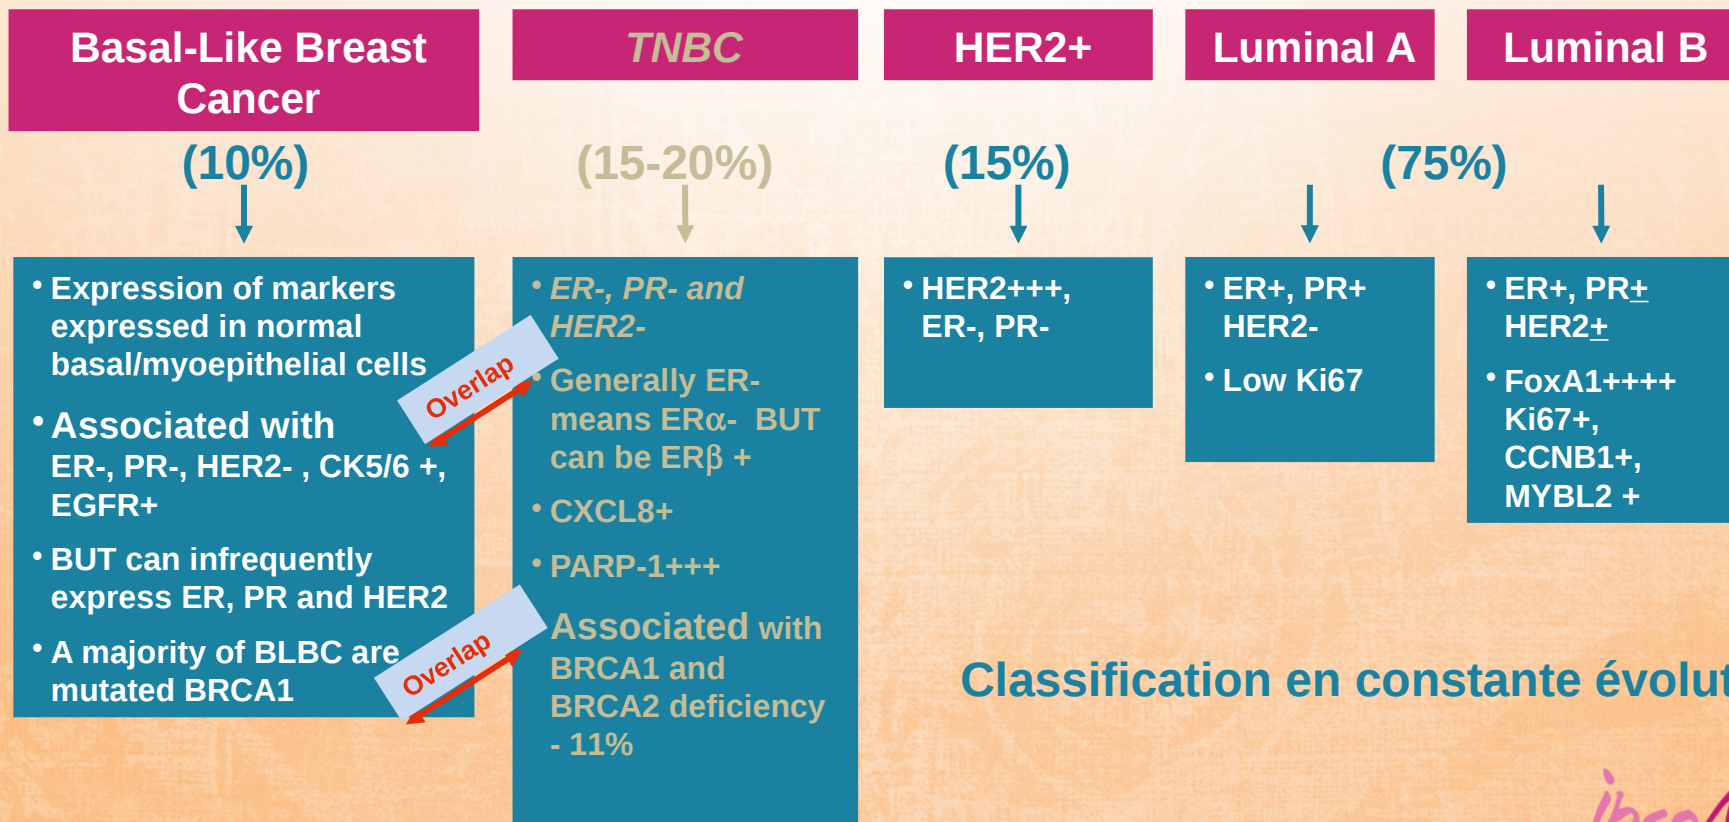 Basal-Like Breast
Cancer
(10%)
• Expression of markers
expressed in normal
basal/myoepithelial cells
• Associated with
ER-, PR-, HER2- , CK5/6 +,
EGFR+
• BUT can infrequently
express ER, PR and HER2
• A majority of BLBC are
mutated BRCA1
Overlap
Overlap
TNBC
(15-20%)
• ER-, PR- and
HER2-
• Generally ER-
means ERα- BUT
can be ERβ +
• CXCL8+
• PARP-1+++
Associated with
BRCA1 and
BRCA2 deficiency
- 11%
HER2+
(15%)
• HER2+++,
ER-, PR-
Luminal A
Luminal B
(75%)
• ER+, PR+
HER2-
• Low Ki67
• ER+, PR±
HER2±
• FoxA1++++
Ki67+,
CCNB1+,
MYBL2 +
Classification en constante évolut